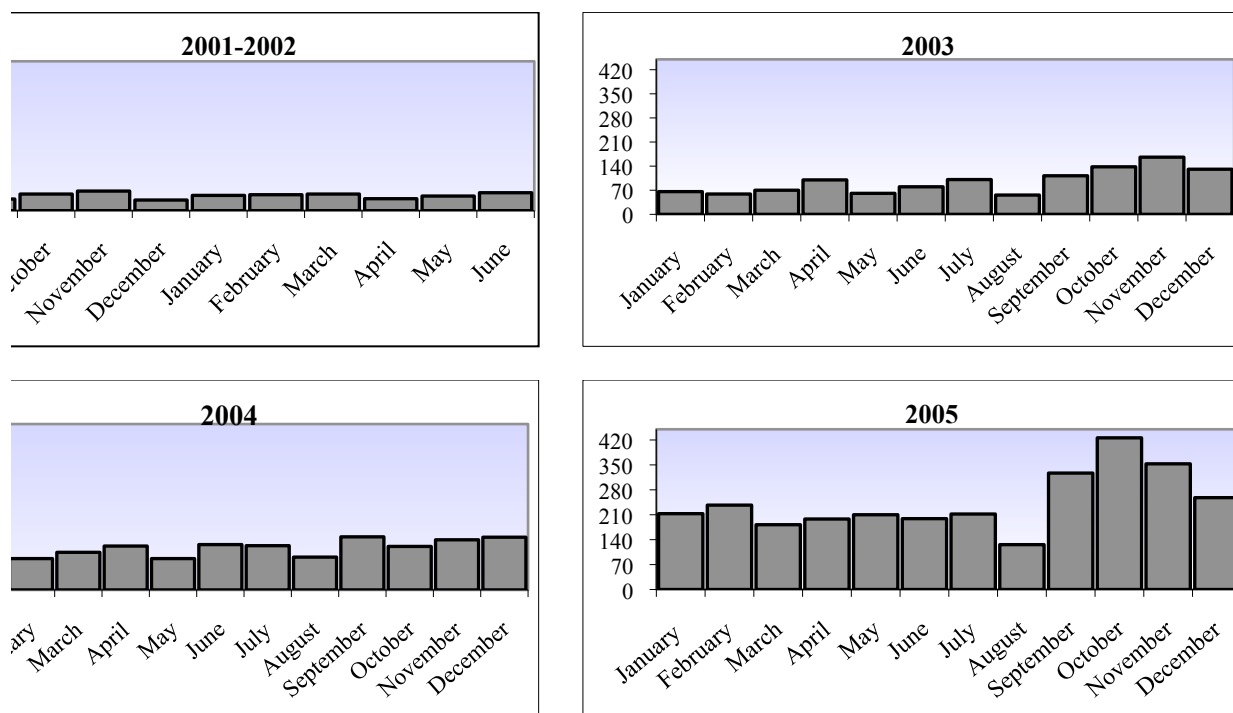 2001-2002
tober
November
December
January
February
March
April
May
June
2003
420
350
280
210
140
70
0
January
February
March
April
May
June
July
August
September
October
November
December
2004
ary
March
April
May
June
July
August
September
October
November
December
2005
420
350
280
210
140
70
0
January
February
March
April
May
June
July
August
September
October
November
December